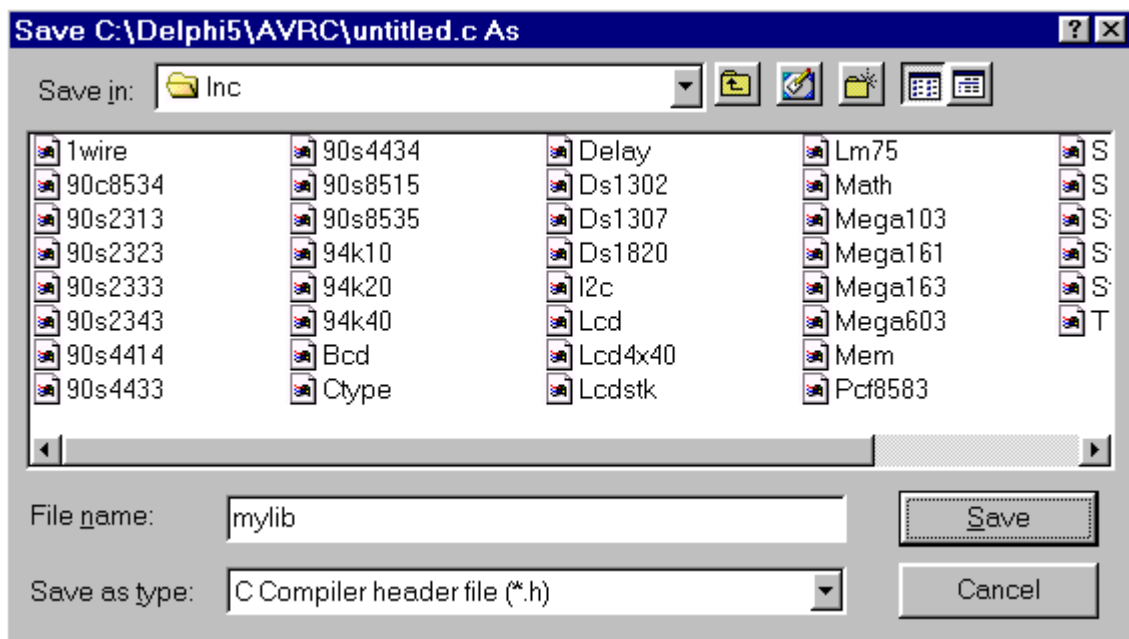 Save C:\Delphi5\AVRC\untitled.c As
Save in: Inc
1wire
90c8534
90s2313
90s2323
90s2333
90s2343
90s4414
90s4433
90s4434
90s8515
90s8535
94k10
94k20
94k40
Bcd
Ctype
Delay
Ds1302
Ds1307
Ds1820
I2c
Lcd
Lcd4x40
Lcdstk
Lm75
Math
Mega103
Mega161
Mega163
Mega603
Mem
Pcf8583
File name: mylib
Save
Save as type: C Compiler header file (*.h)
Cancel